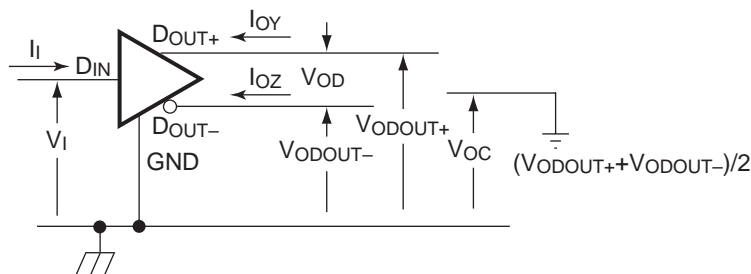 DOUT+
IOY
II
DIN
IOZ
VOD
DOUT–
VODOUT+
VI
GND
VODOUT–
VOC
(VODOUT++VODOUT–)/2